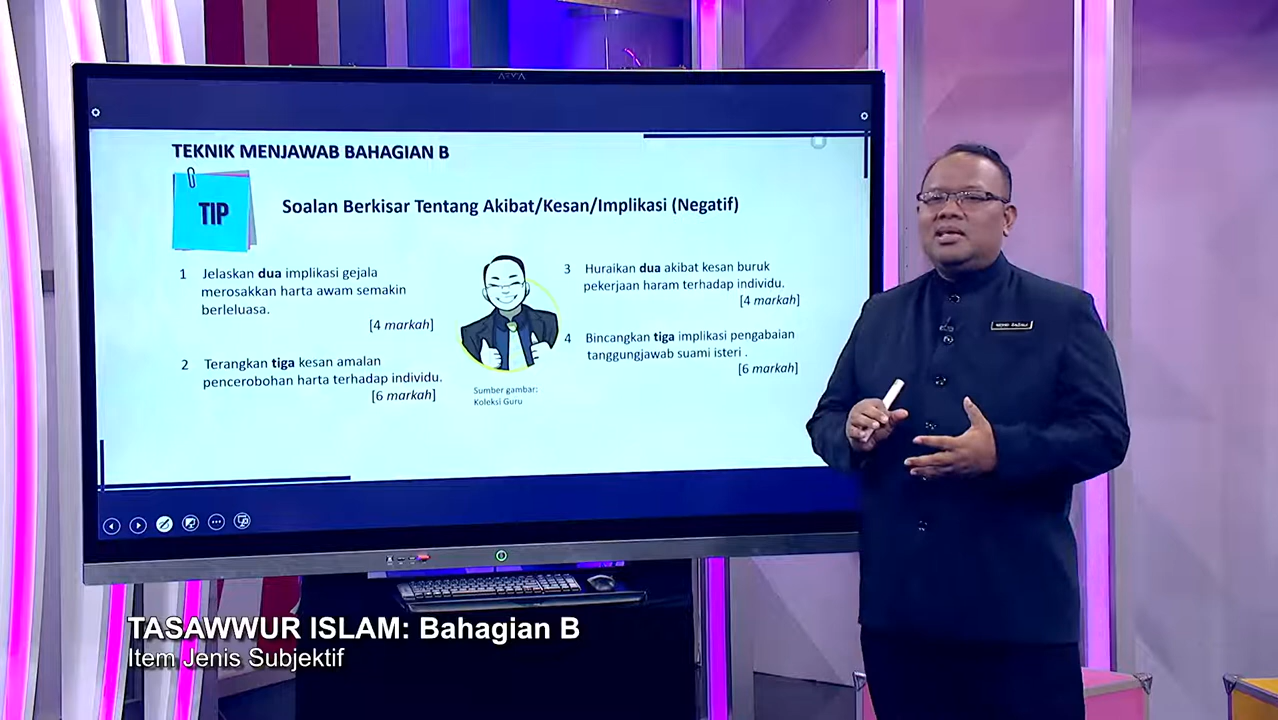 TEKNIK MENJAWAB BAHAGIAN B
TIP
Soalan Berkisar Tentang Akibat/Kesan/Implikasi (Negatif)
1 Jelaskan dua implikasi gejala
merosakkan harta awam semakin
berleluasa.
[4 markah]
2 Terangkan tiga kesan amalan
pencerobohan harta terhadap individu.
[6 markah]
Sumber gambar:
Koleksi Guru
3 Huraikan dua akibat kesan buruk
pekerjaan haram terhadap individu.
[4 markah]
4 Bincangkan tiga implikasi pengabaian
tanggungjawab suami isteri .
[6 markah]
TASAWWUR ISLAM: Bahagian B
Item Jenis Subjektif